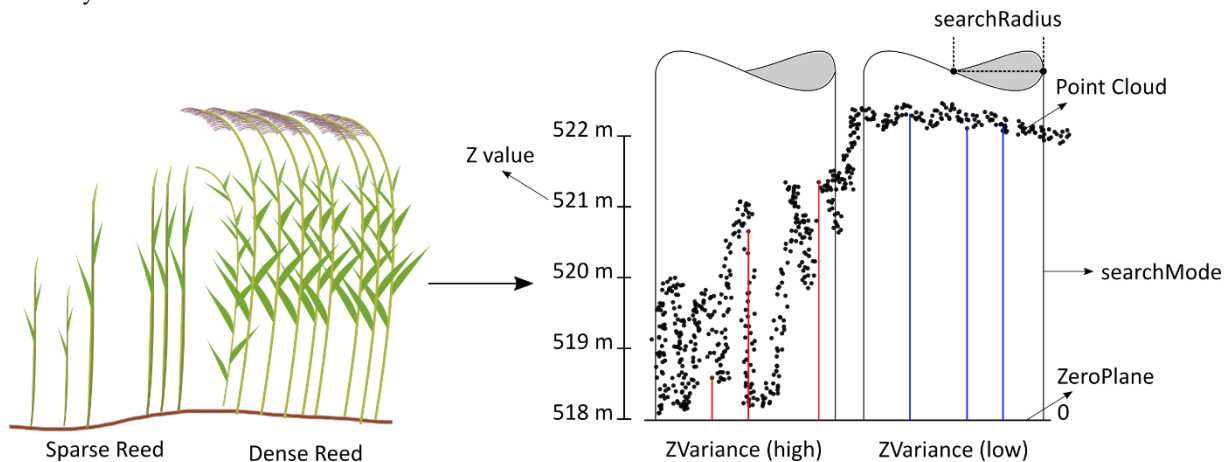 searchRadius
Point Cloud
Z value
522 m
521 m
520 m
519 m
518 m
searchMode
ZeroPlane
0
Sparse Reed
Dense Reed
ZVariance (high)
ZVariance (low)